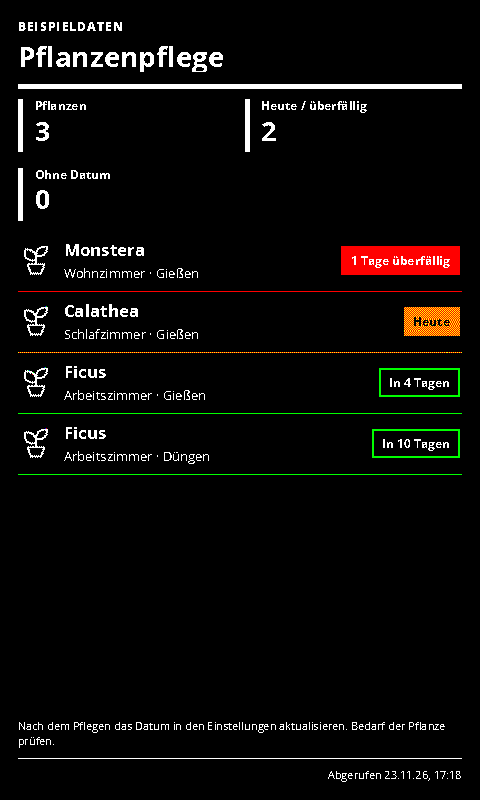 BEISPIELDATEN
Pflanzenpflege
Pflanzen
3
Heute / überfällig
2
Ohne Datum
0
Monstera
Wohnzimmer · Gießen
1 Tage überfällig
Calathea
Schlafzimmer · Gießen
Heute
Ficus
Arbeitszimmer · Gießen
In 4 Tagen
Ficus
Arbeitszimmer · Düngen
In 10 Tagen
Nach dem Pflegen das Datum in den Einstellungen aktualisieren. Bedarf der Pflanze
prüfen.
Abgerufen 23.11.26, 17:18